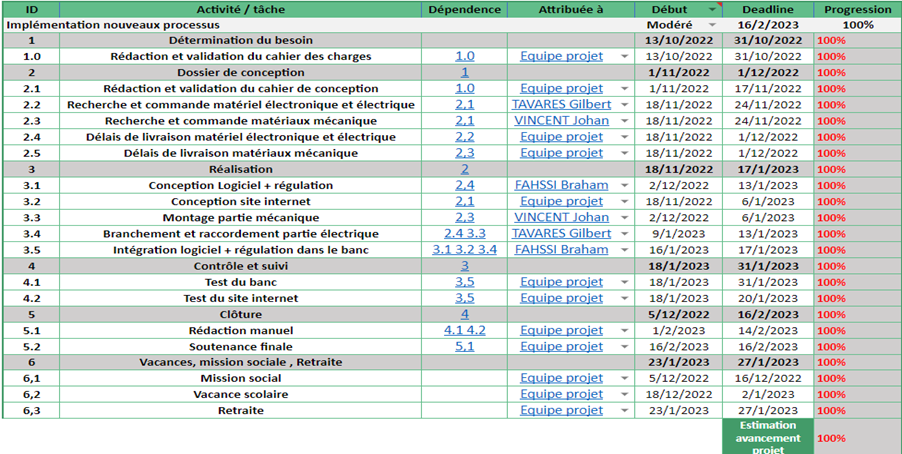 ID Activité / tâche Dépendence Attribuée à Début Deadline Progression
Implémentation nouveaux processus Modéré 16/2/2023 100%
1 Détermination du besoin 13/10/2022 31/10/2022 100%
1.0 Rédaction et validation du cahier des charges 1.0 Equipe projet 13/10/2022 31/10/2022 100%
2 Dossier de conception 1 1/11/2022 1/12/2022 100%
2.1 Rédaction et validation du cahier de conception 1.0 Equipe projet 1/11/2022 17/11/2022 100%
2.2 Recherche et commande matériel électronique et électrique 2,1 TAVARES Gilbert 18/11/2022 24/11/2022 100%
2.3 Recherche et commande matériaux mécanique 2,1 VINCENT Johan 18/11/2022 24/11/2022 100%
2.4 Délais de livraison matériel électronique et électrique 2,2 Equipe projet 18/11/2022 1/12/2022 100%
2.5 Délais de livraison matériaux mécanique 2,3 Equipe projet 18/11/2022 1/12/2022 100%
3 Réalisation 2 18/11/2022 17/1/2023 100%
3.1 Conception Logiciel + régulation 2,4 FAHSSI Braham 2/12/2022 13/1/2023 100%
3.2 Conception site internet 2,1 Equipe projet 18/11/2022 6/1/2023 100%
3.3 Montage partie mécanique 2,3 VINCENT Johan 2/12/2022 6/1/2023 100%
3.4 Branchement et raccordement partie électrique 2.4 3.3 TAVARES Gilbert 9/1/2023 13/1/2023 100%
3.5 Intégration logiciel + régulation dans le banc 3.1 3.2 3.4 FAHSSI Braham 16/1/2023 17/1/2023 100%
4 Contrôle et suivi 3 18/1/2023 31/1/2023 100%
4.1 Test du banc 3,5 Equipe projet 18/1/2023 31/1/2023 100%
4.2 Test du site internet 3,5 Equipe projet 18/1/2023 20/1/2023 100%
5 Clôture 4 5/12/2022 16/2/2023 100%
5.1 Rédaction manuel 4.1 4.2 Equipe projet 1/2/2023 14/2/2023 100%
5.2 Soutenance finale 5,1 Equipe projet 16/2/2023 16/2/2023 100%
6 Vacances, mission sociale , Retraite 23/1/2023 27/1/2023 100%
6,1 Mission social Equipe projet 5/12/2022 16/12/2022 100%
6,2 Vacance scolaire Equipe projet 18/12/2022 2/1/2023 100%
6,3 Retraite Equipe projet 23/1/2023 27/1/2023 100%
Estimation
avancement 100%
projet